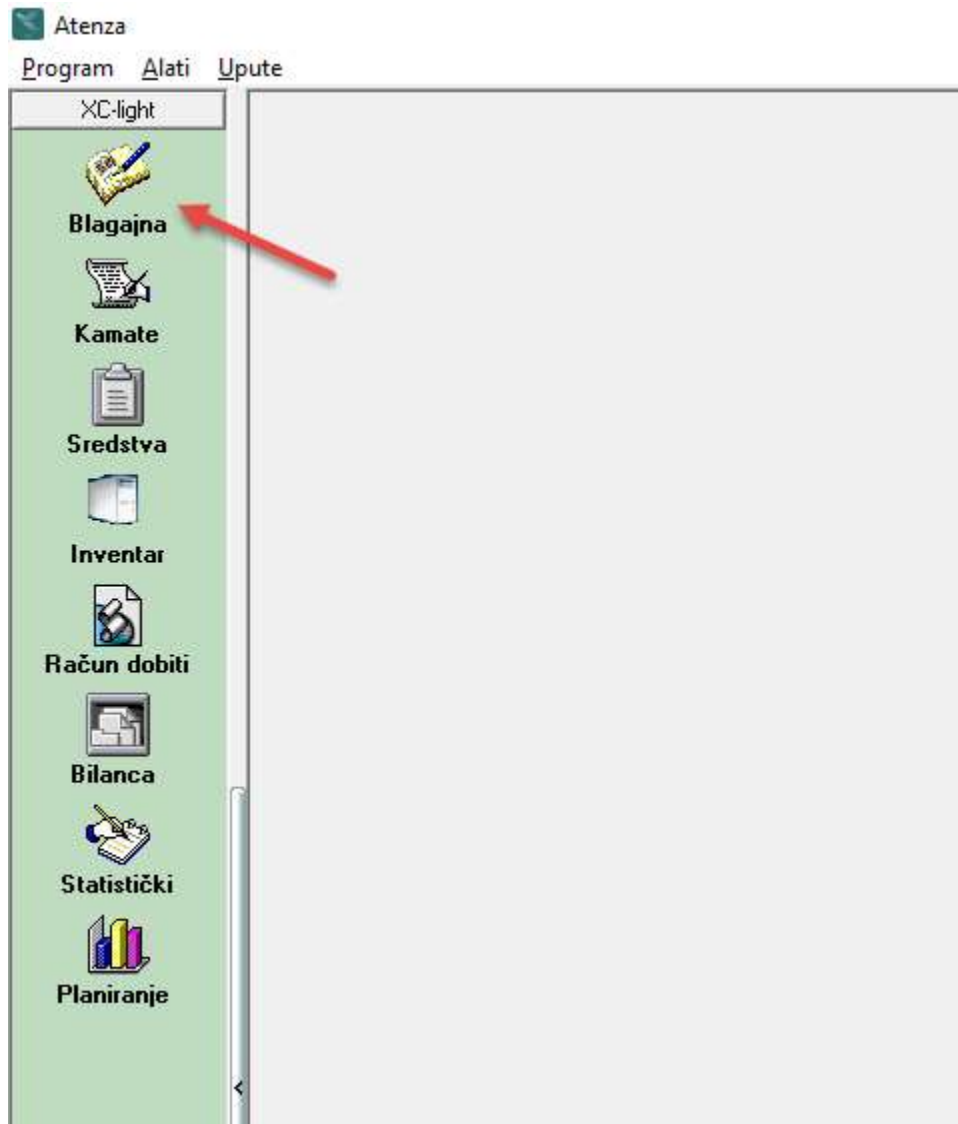 Atenza
Program Alati Upute
XC-light
Blagajna
Kamate
Sredstva
Inventar
Račun dobiti
Bilanca
Statistički
Planiranje